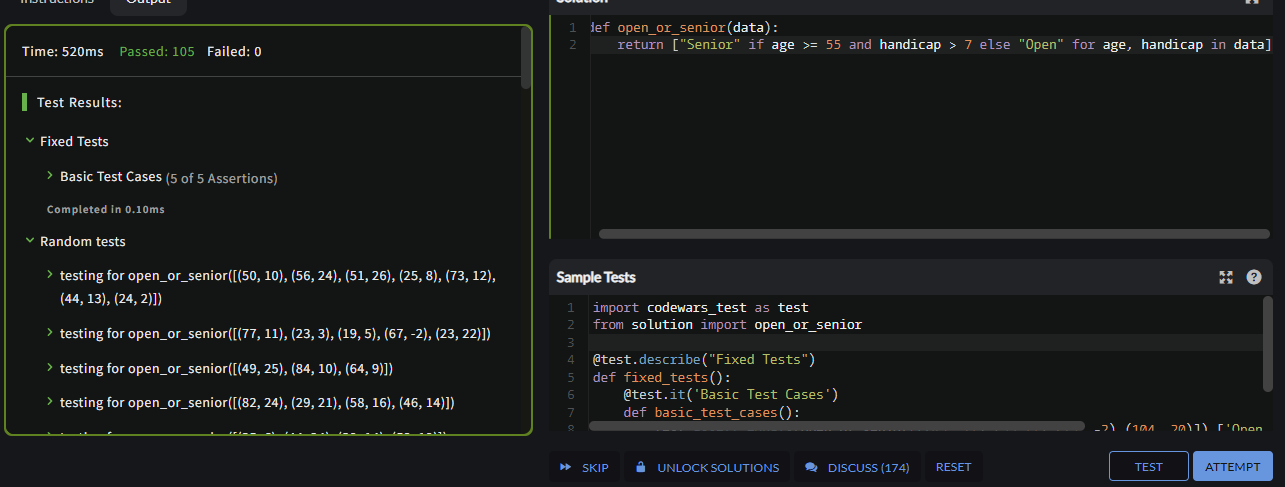 Instructions
Output
Time: 520ms Passed: 105 Failed: 0
Test Results:
Fixed Tests
Basic Test Cases (5 of 5 Assertions)
Completed in 0.10ms
Random tests
testing for open_or_senior([(50, 10), (56, 24), (51, 26), (25, 8), (73, 12),
(44, 13), (24, 2)])
testing for open_or_senior([(77, 11), (23, 3), (19, 5), (67, -2), (23, 22)])
testing for open_or_senior([(49, 25), (84, 10), (64, 9)])
testing for open_or_senior([(82, 24), (29, 21), (58, 16), (46, 14)])
Solution
1 def open_or_senior(data):
2 return ["Senior" if age >= 55 and handicap > 7 else "Open" for age, handicap in data]
Sample Tests
1 import codewars_test as test
2 from solution import open_or_senior
3
4 @test.describe("Fixed Tests")
5 def fixed_tests():
6 @test.it('Basic Test Cases')
7 def basic_test_cases():
8 -2),(104, 20)]),['Open
SKIP
UNLOCK SOLUTIONS
DISCUSS (174)
RESET
TEST
ATTEMPT